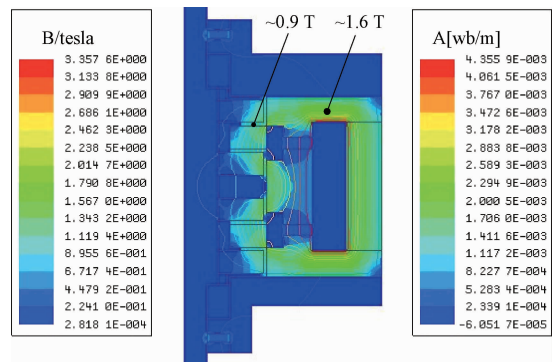 ~0.9 T
~1.6 T
B/tesla
3.357 6E+000
3.133 8E+000
2.909 9E+000
2.686 1E+000
2.462 3E+000
2.238 5E+000
2.014 7E+000
1.790 8E+000
1.567 0E+000
1.343 2E+000
1.119 4E+000
8.955 6E-001
6.717 4E-001
4.479 2E-001
2.241 0E-001
2.818 1E-004
A[wb/m]
4.355 9E-003
4.061 5E-003
3.767 0E-003
3.472 6E-003
3.178 2E-003
2.883 8E-003
2.589 3E-003
2.294 9E-003
2.000 5E-003
1.706 0E-003
1.411 6E-003
1.117 2E-003
8.227 7E-004
5.283 4E-004
2.339 1E-004
-6.051 7E-005